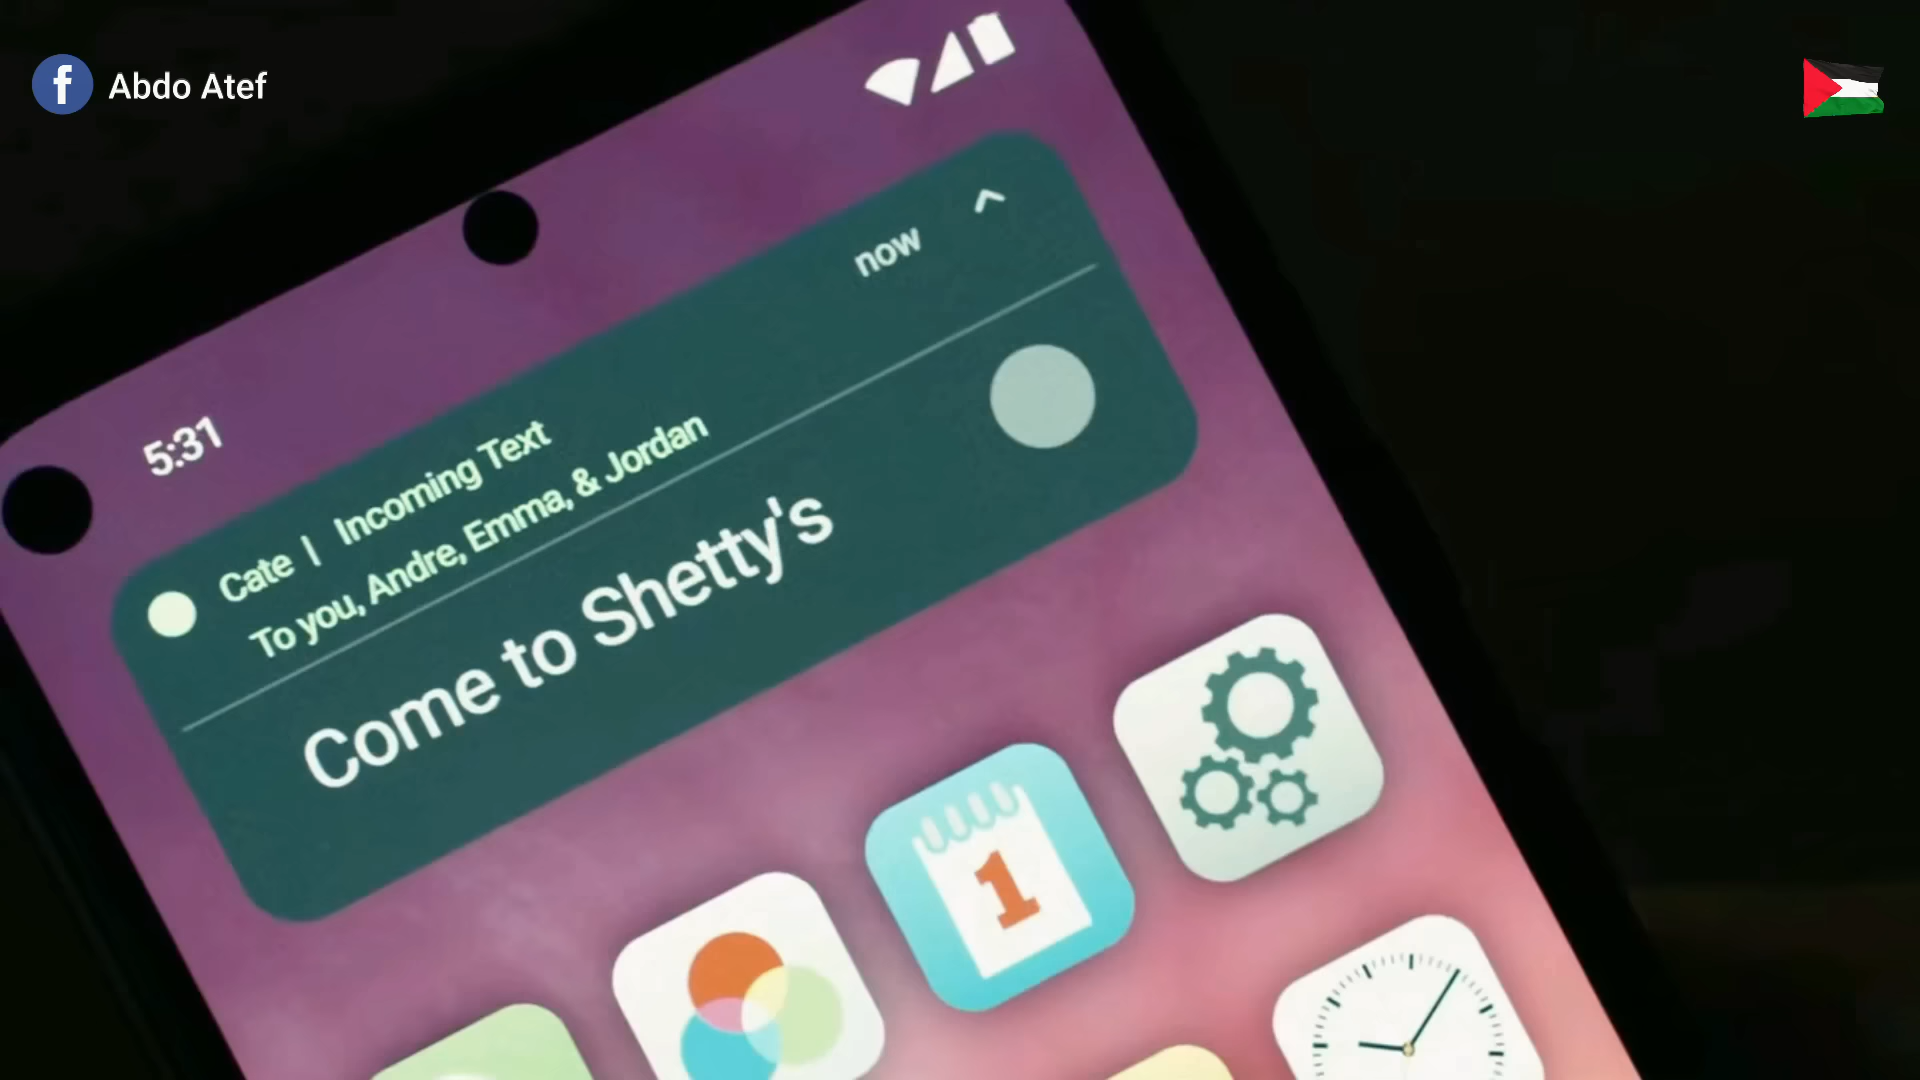 Abdo Atef
5:31
now
Cate | Incoming Text
To you, Andre, Emma, & Jordan
Come to Shetty's
1